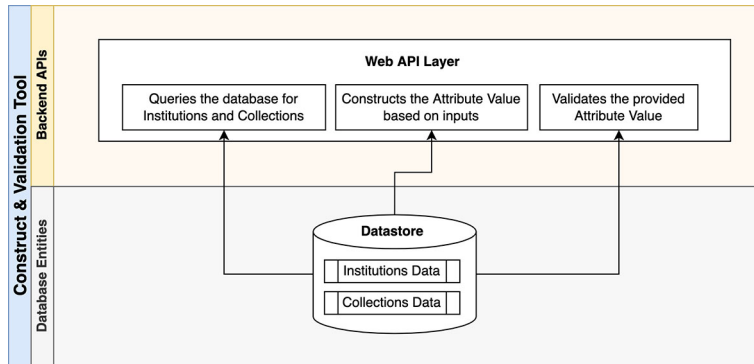 Construct & Validation Tool
Backend APIs
Web API Layer
Queries the database for
Institutions and Collections
Constructs the Attribute Value
based on inputs
Validates the provided
Attribute Value
Database Entities
Datastore
Institutions Data
Collections Data